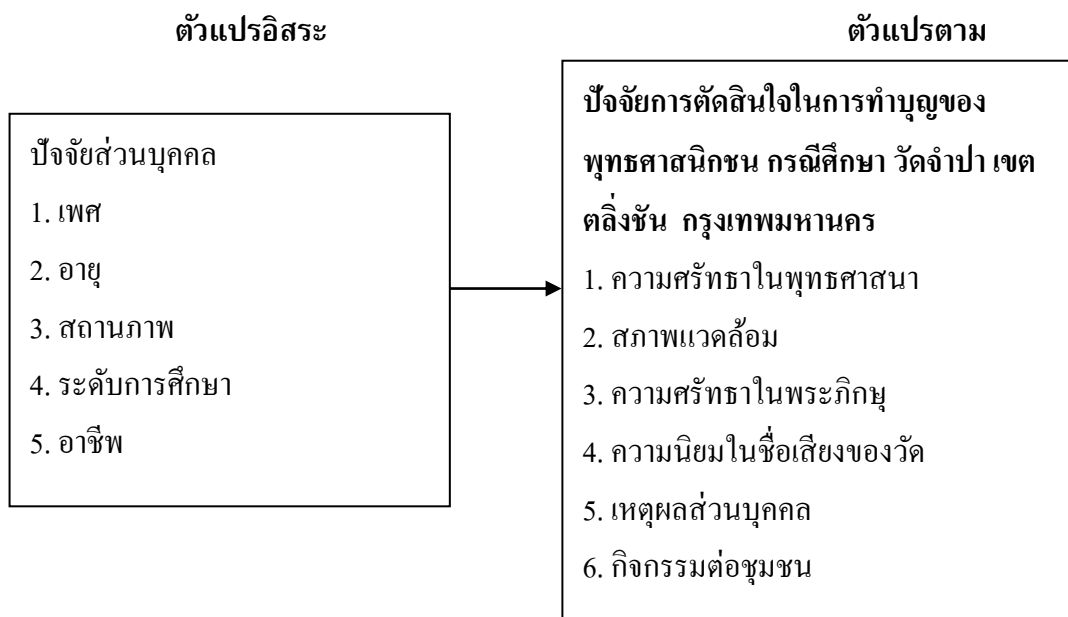 ตัวแปรอิสระ
ตัวแปรตาม
ปัจจัยส่วนบุคคล
1. เพศ
2. อายุ
3. สถานภาพ
4. ระดับการศึกษา
5. อาชีพ
ปัจจัยการตัดสินใจในการทำบุญของ
พุทธศาสนิกชน กรณีศึกษา วัดจำปา เขต
ตลิ่งชัน กรุงเทพมหานคร
1. ความศรัทธาในพุทธศาสนา
2. สภาพแวดล้อม
3. ความศรัทธาในพระภิกษุ
4. ความนิยมในชื่อเสียงของวัด
5. เหตุผลส่วนบุคคล
6. กิจกรรมต่อชุมชน